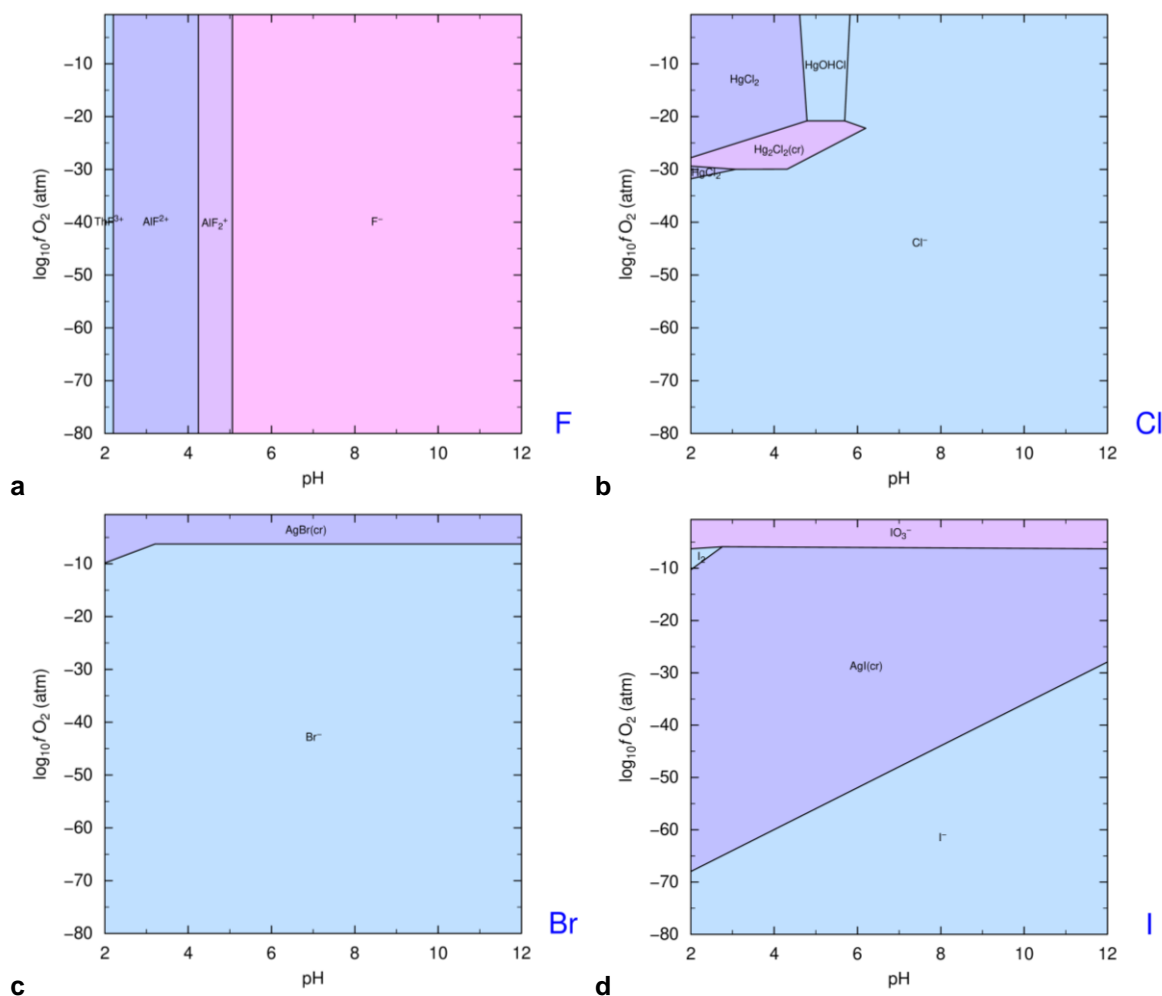 −10
−20
−30
−40
−50
−60
−70
−80
log₁₀f O₂ (atm)
ThF³⁺
AlF²⁺
AlF₂⁺
F⁻
2 4 6 8 10 12
pH
F
a
−10
−20
−30
−40
−50
−60
−70
−80
log₁₀f O₂ (atm)
HgCl₂
HgOHCl
Hg₂Cl₂(cr)
HgCl₂
Cl⁻
2 4 6 8 10 12
pH
Cl
b
−10
−20
−30
−40
−50
−60
−70
−80
log₁₀f O₂ (atm)
AgBr(cr)
Br⁻
2 4 6 8 10 12
pH
Br
c
−10
−20
−30
−40
−50
−60
−70
−80
log₁₀f O₂ (atm)
IO₃⁻
I₂
AgI(cr)
I⁻
2 4 6 8 10 12
pH
I
d